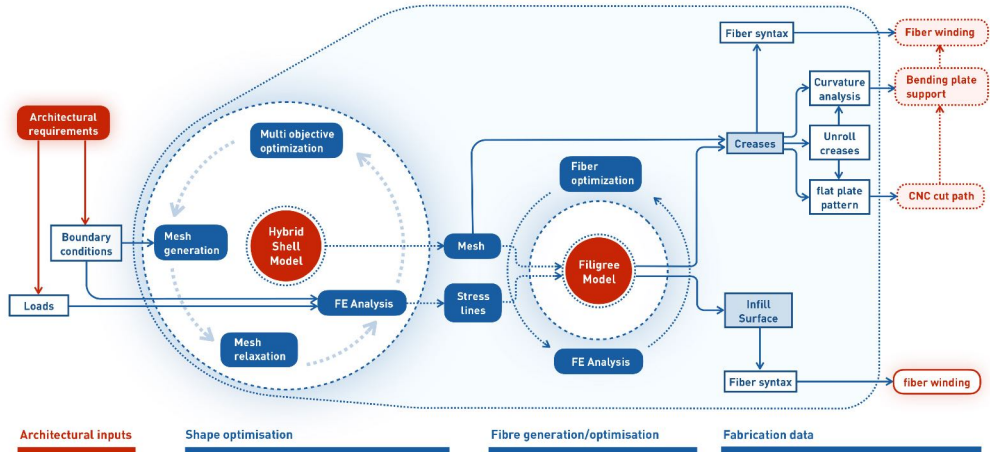 Fiber syntax
Fiber winding
Curvature
analysis
Bending plate
support
Architectural
requirements
Multi objective
optimization
Creases
Unroll
creases
Fiber
optimization
flat plate
pattern
CNC cut path
Boundary
conditions
Mesh
generation
Hybrid
Shell
Model
Mesh
Filigree
Model
Loads
FE Analysis
Stress
lines
Infill
Surface
Mesh
relaxation
FE Analysis
Fiber syntax
fiber winding
Architectural inputs
Shape optimisation
Fibre generation/optimisation
Fabrication data